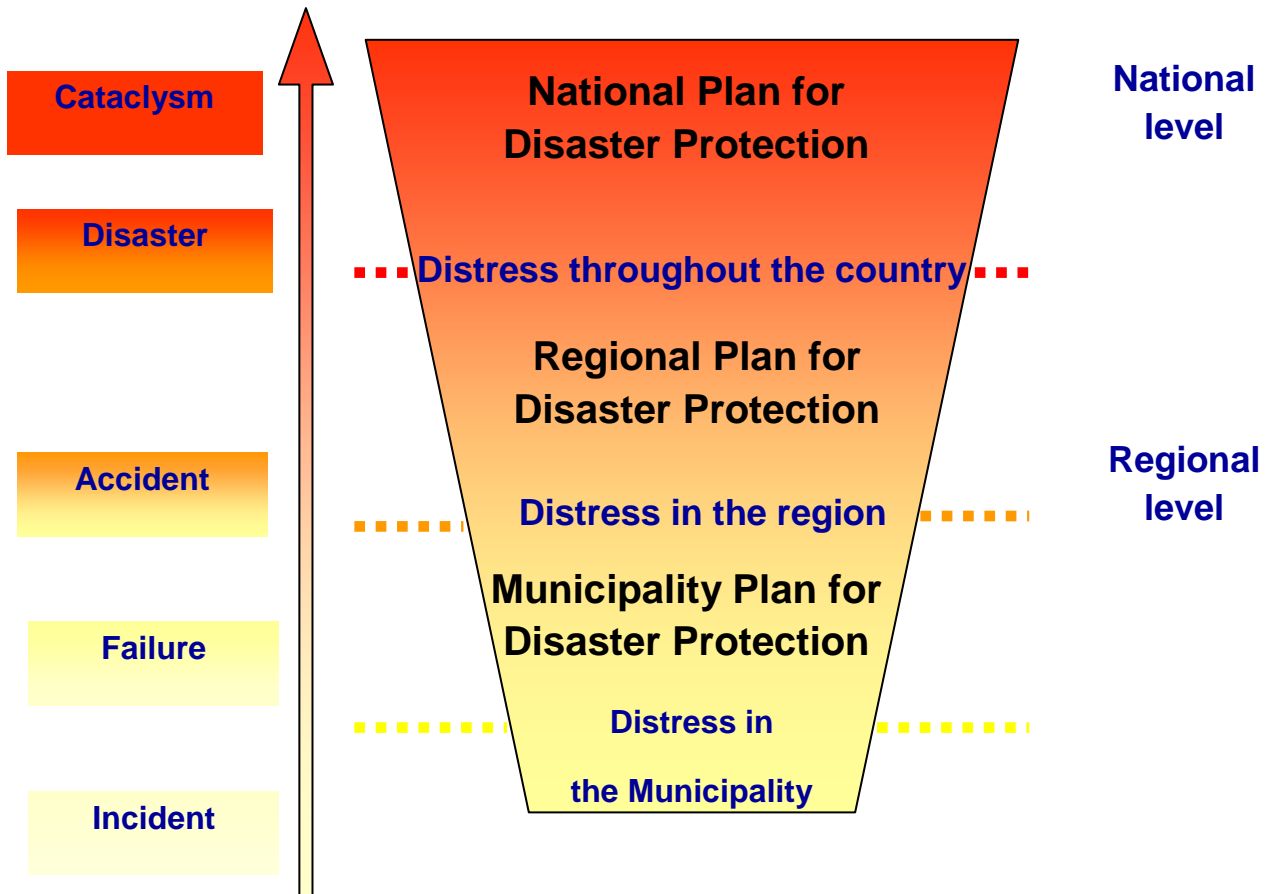 Cataclysm
Disaster
Accident
Failure
Incident
National Plan for
Disaster Protection
Distress throughout the country
Regional Plan for
Disaster Protection
Distress in the region
Municipality Plan for
Disaster Protection
Distress in
the Municipality
National
level
Regional
level